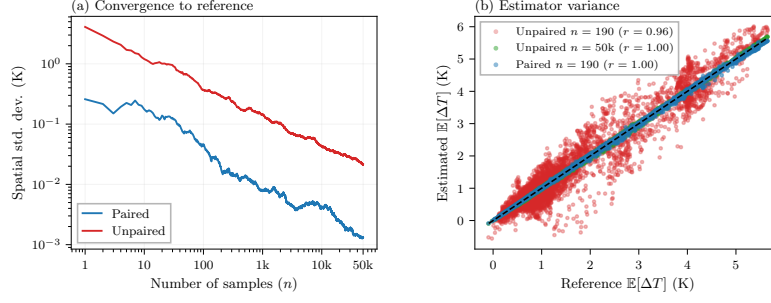 (a) Convergence to reference
Spatial std. dev. (K)
10⁰
10⁻¹
10⁻²
10⁻³
Paired
Unpaired
1
10
100
1k
10k
50k
Number of samples (n)
(b) Estimator variance
Estimated 𝔼[ΔT] (K)
6
5
4
3
2
1
0
Unpaired n = 190 (r = 0.96)
Unpaired n = 50k (r = 1.00)
Paired n = 190 (r = 1.00)
0
1
2
3
4
5
Reference 𝔼[ΔT] (K)